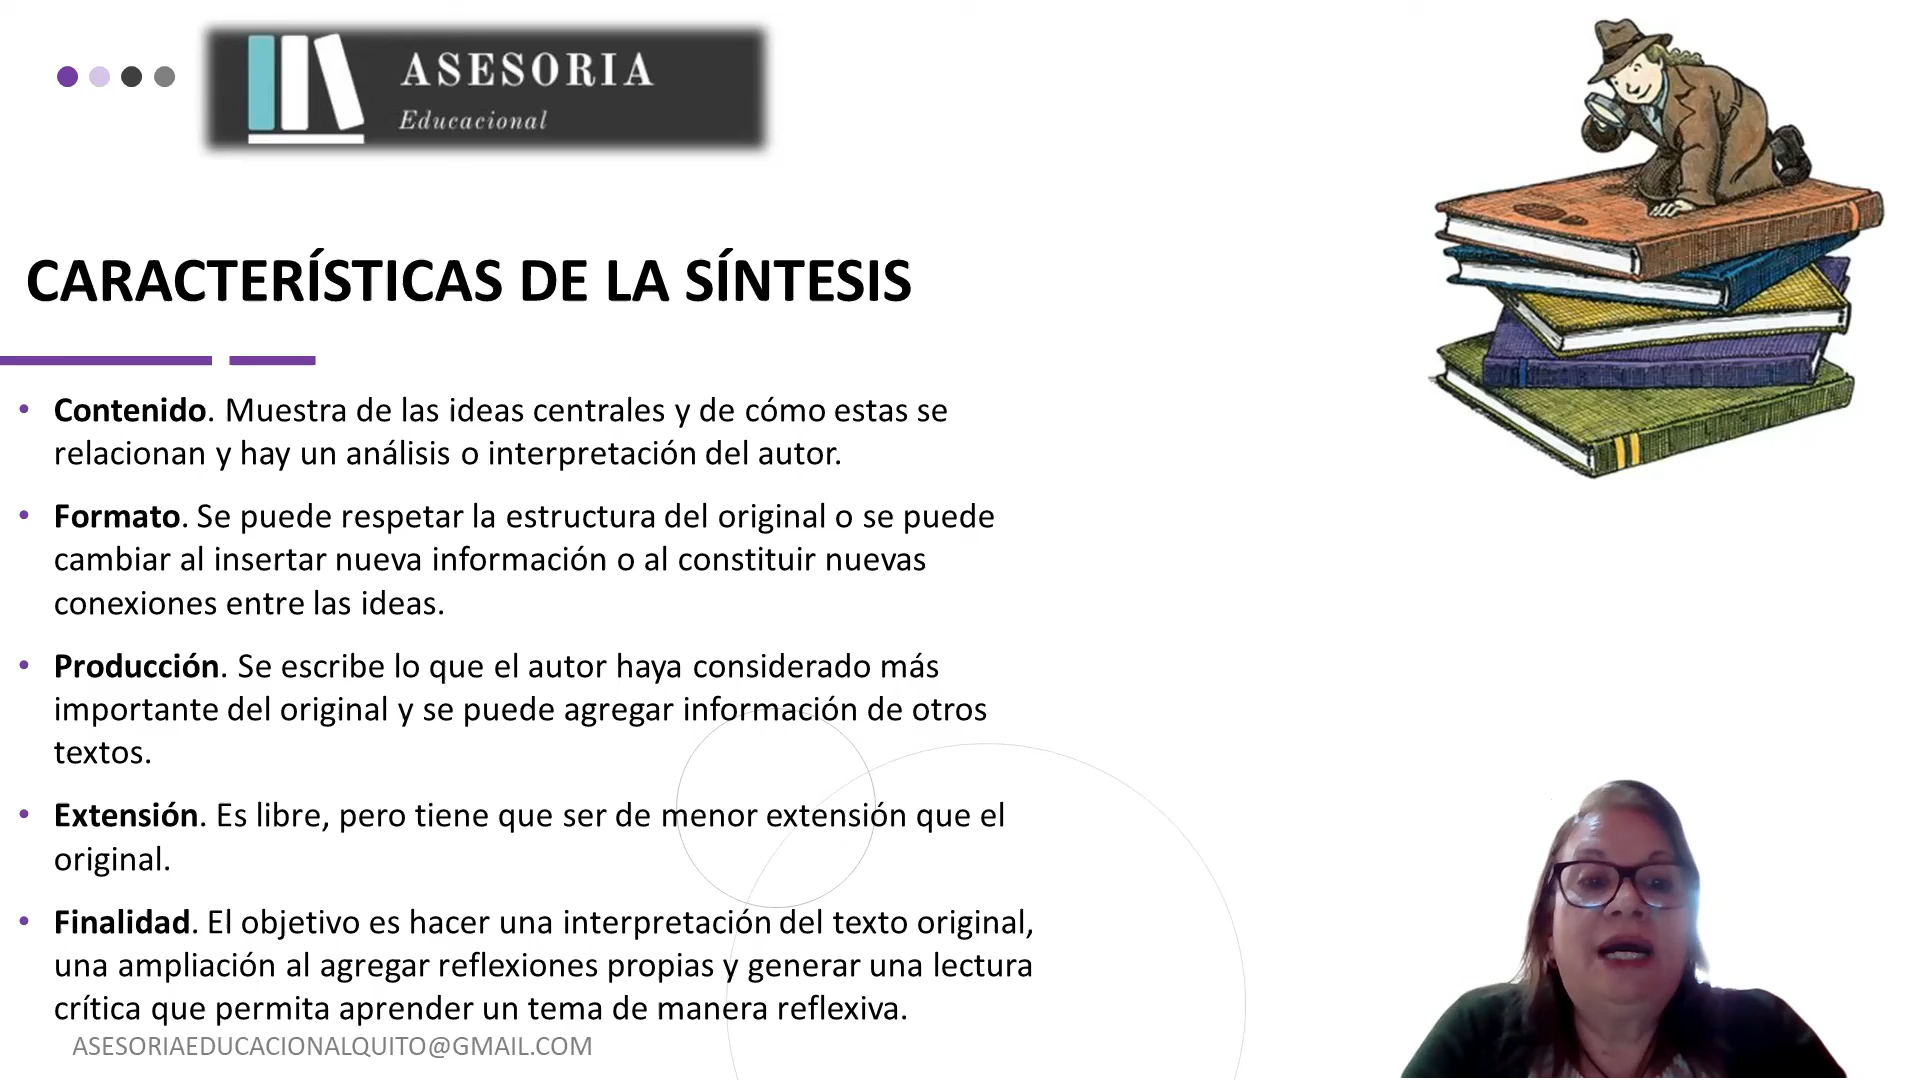 ASESORIA
Educacional
CARACTERÍSTICAS DE LA SÍNTESIS
• Contenido. Muestra de las ideas centrales y de cómo estas se
relacionan y hay un análisis o interpretación del autor.
• Formato. Se puede respetar la estructura del original o se puede
cambiar al insertar nueva información o al constituir nuevas
conexiones entre las ideas.
• Producción. Se escribe lo que el autor haya considerado más
importante del original y se puede agregar información de otros
textos.
• Extensión. Es libre, pero tiene que ser de menor extensión que el
original.
• Finalidad. El objetivo es hacer una interpretación del texto original,
una ampliación al agregar reflexiones propias y generar una lectura
crítica que permita aprender un tema de manera reflexiva.
ASESORIAEDUCACIONALQUITO@GMAIL.COM